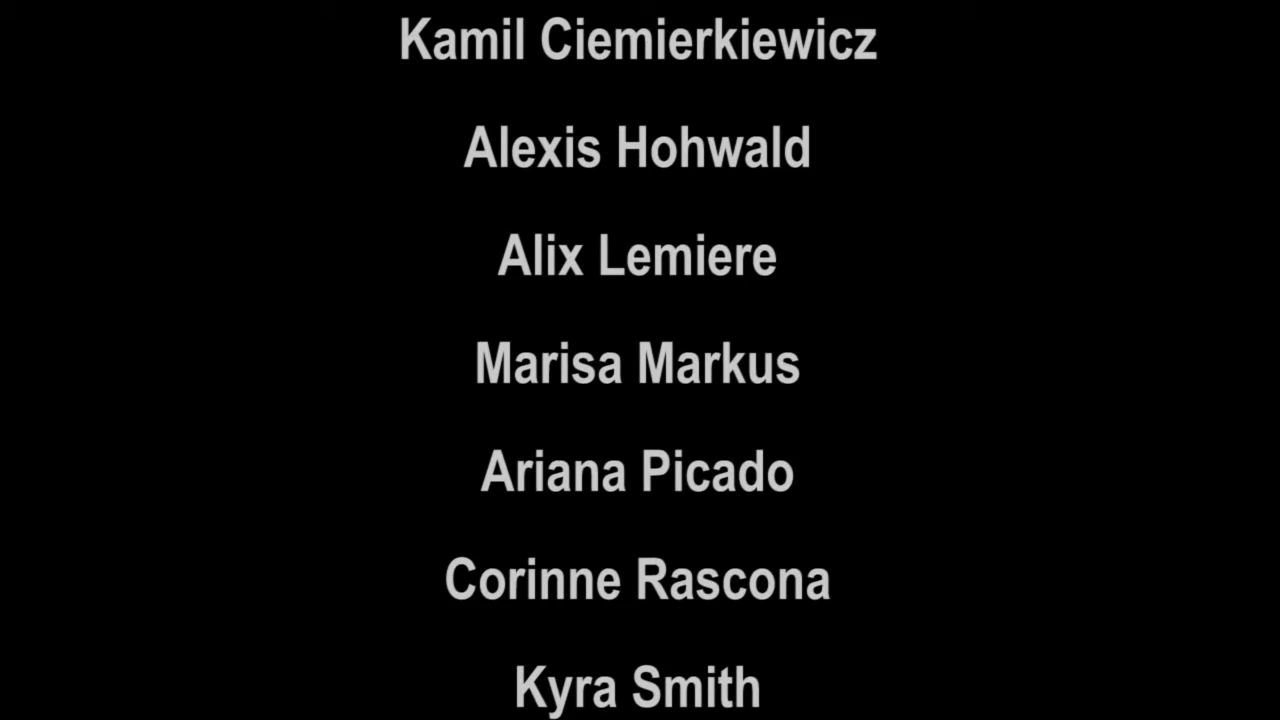 Kamil Ciemierkiewicz
Alexis Hohwald
Alix Lemiere
Marisa Markus
Ariana Picado
Corinne Rascona
Kyra Smith